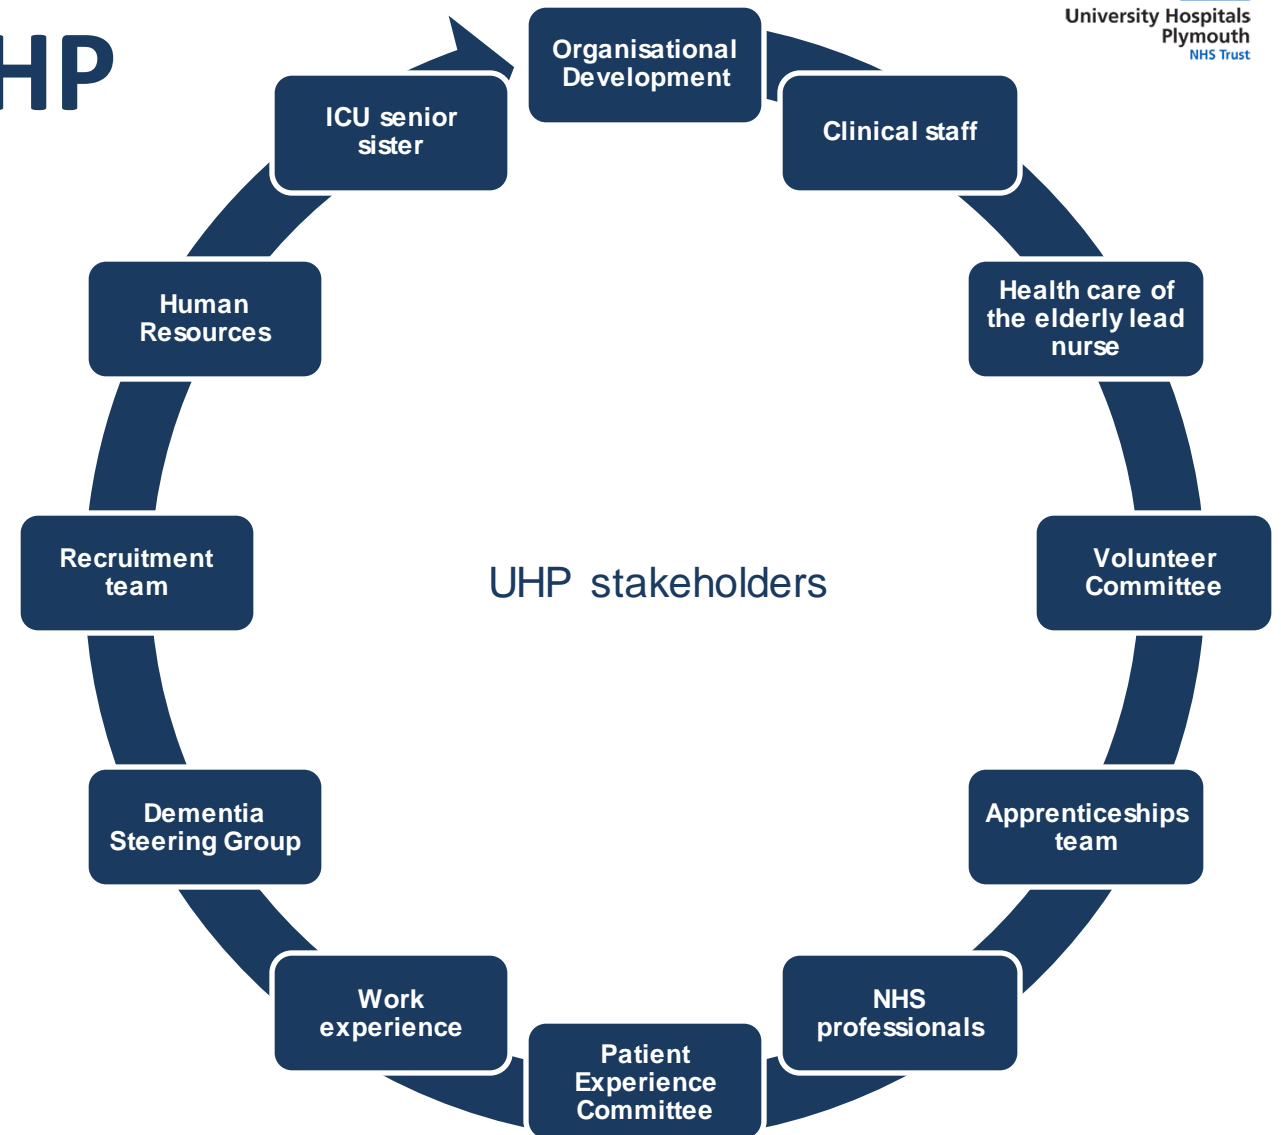 HP
University Hospitals
Plymouth
NHS Trust
Organisational
Development
Clinical staff
Health care of
the elderly lead
nurse
Volunteer
Committee
Apprenticeships
team
NHS
professionals
Patient
Experience
Committee
Work
experience
Dementia
Steering Group
Recruitment
team
Human
Resources
ICU senior
sister
UHP stakeholders